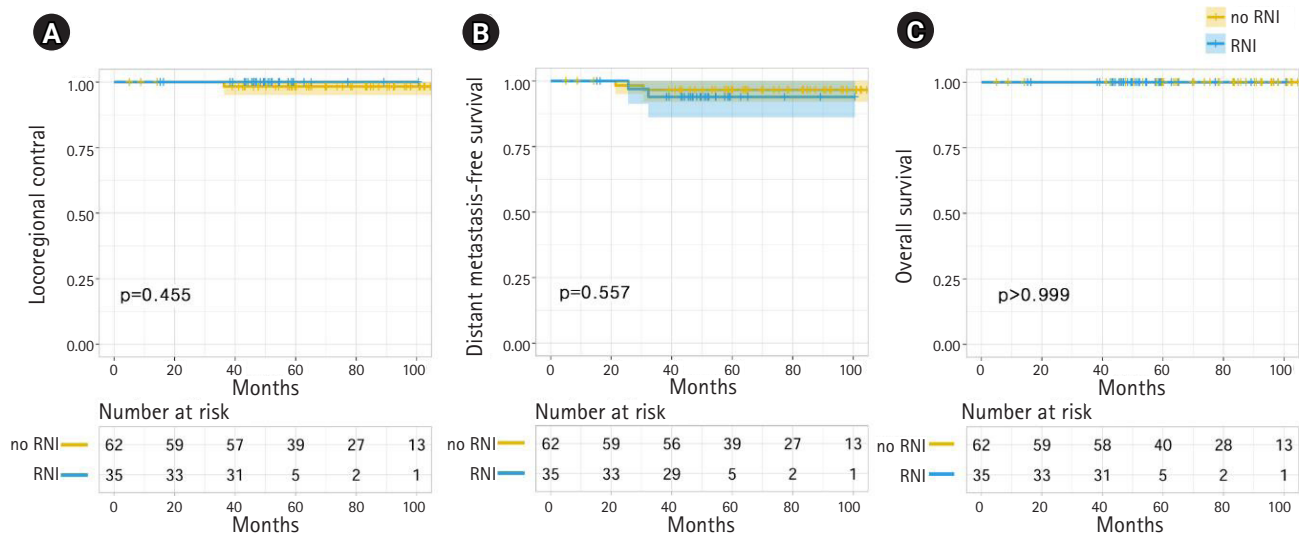 A
B
C
no RNI
RNI
Locoregional contral
1.00
0.75
0.50
0.25
0.00
p=0.455
0 20 40 60 80 100
Months
Number at risk
no RNI 62 59 57 39 27 13
RNI 35 33 31 5 2 1
0 20 40 60 80 100
Months
Distant metastasis-free survival
1.00
0.75
0.50
0.25
0.00
p=0.557
0 20 40 60 80 100
Months
Number at risk
no RNI 62 59 56 39 27 13
RNI 35 33 29 5 2 1
0 20 40 60 80 100
Months
Overall survival
1.00
0.75
0.50
0.25
0.00
p>0.999
0 20 40 60 80 100
Months
Number at risk
no RNI 62 59 58 40 28 13
RNI 35 33 31 5 2 1
0 20 40 60 80 100
Months